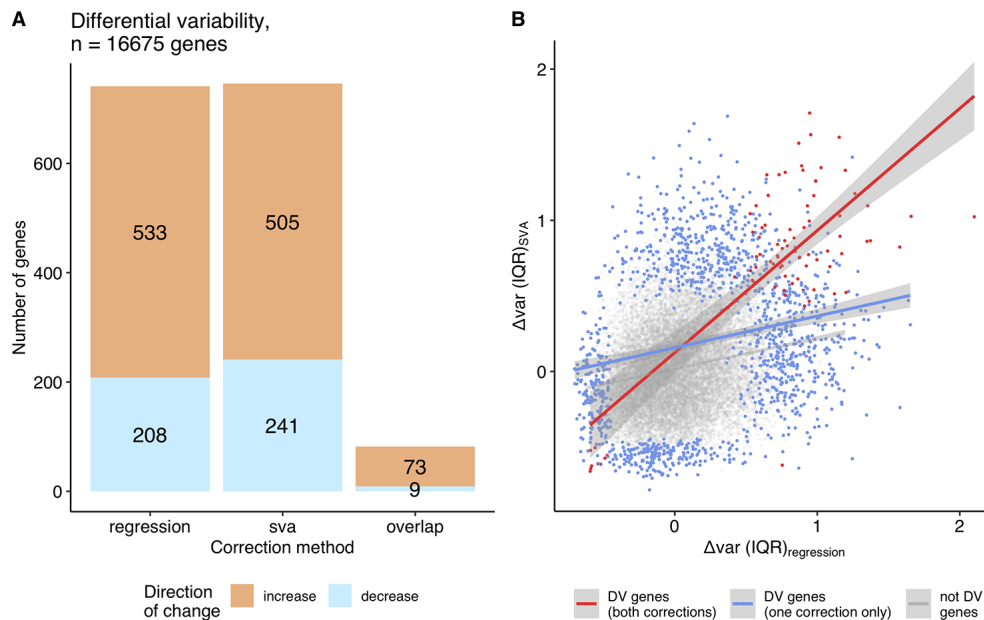 A
Differential variability,
n = 16675 genes
Number of genes
600
400
200
0
533
505
208
241
73
9
regression
sva
overlap
Correction method
Direction
of change
increase
decrease
B
Δvar (IQR)SVA
2
1
0
0
1
2
Δvar (IQR)regression
DV genes
(both corrections)
DV genes
(one correction only)
not DV
genes